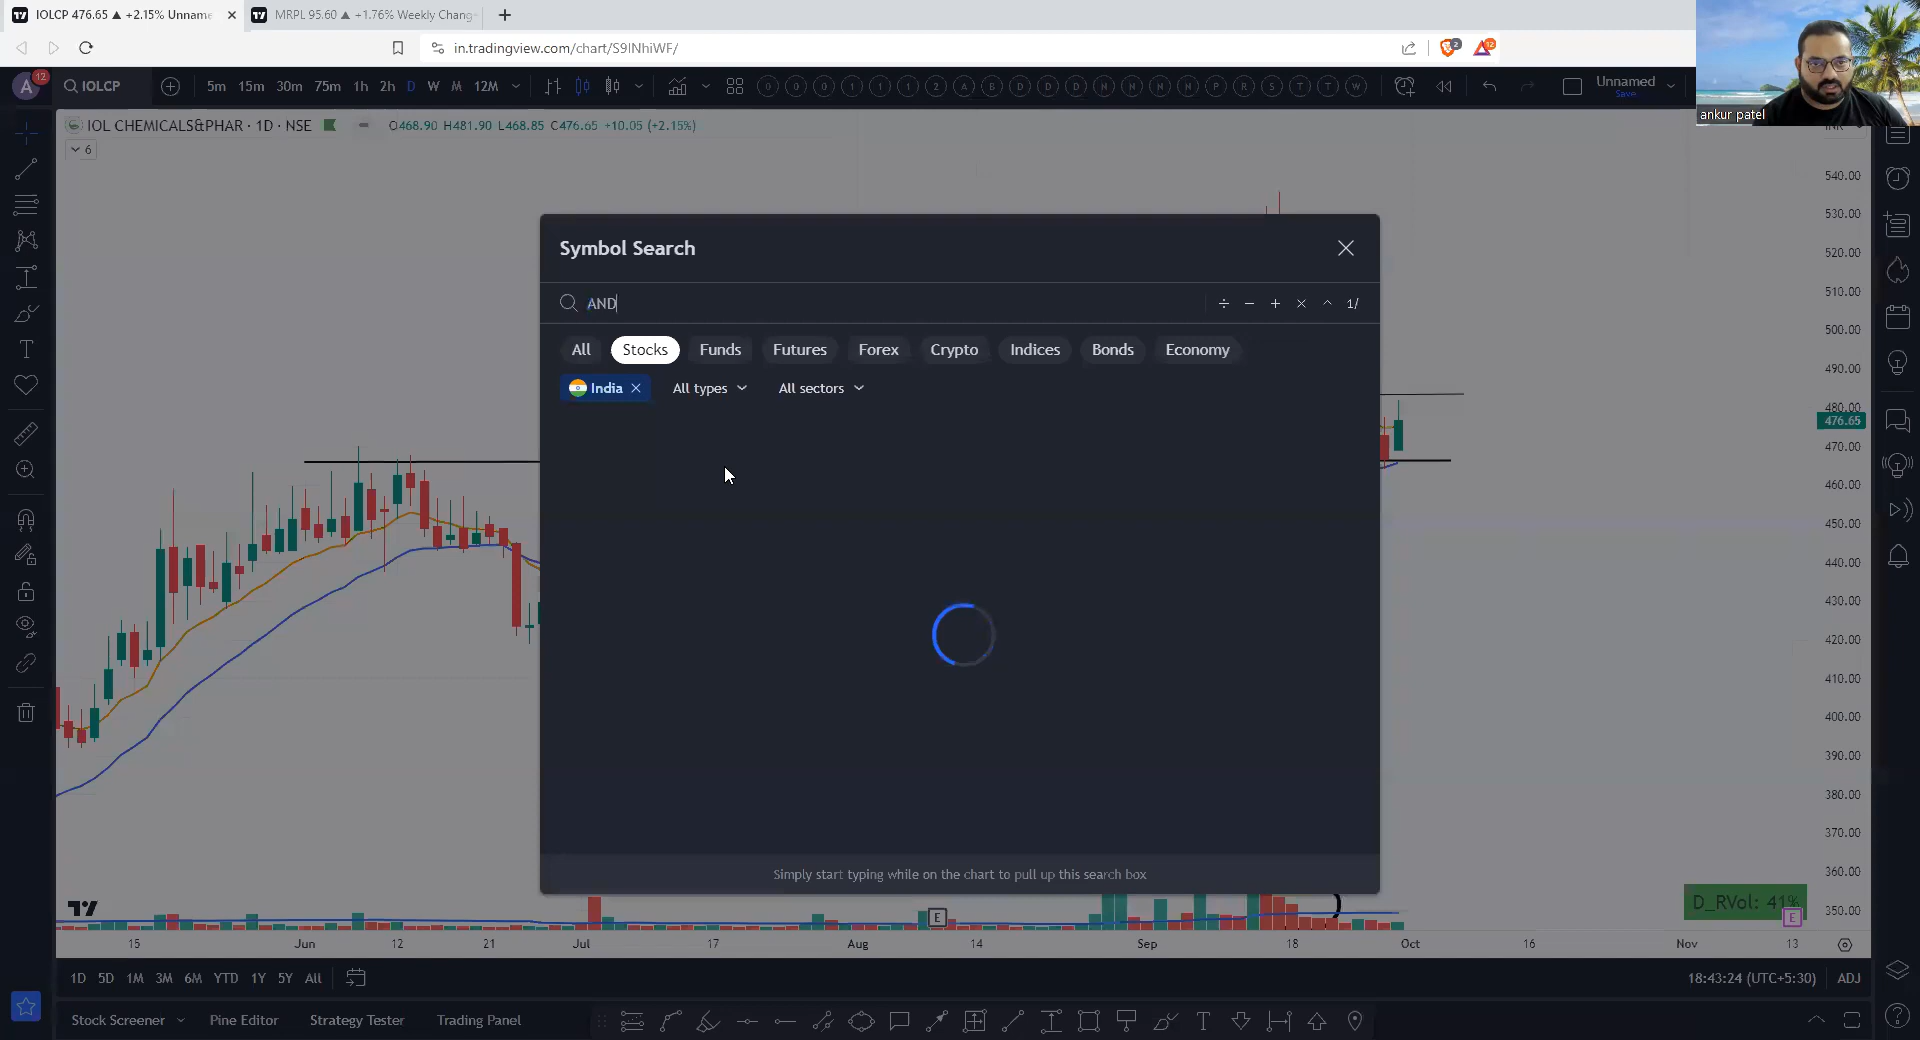 IOLCP 476.65 ▲ +2.15% Unname
MRPL 95.60 ▲ +1.76% Weekly Chang
in.tradingview.com/chart/S9lNhiWF/
2
12
ankur patel
A
12
IOLCP
5m 15m 30m 75m 1h 2h D W M 12M
Unnamed
Save
IOL CHEMICALS&PHAR · 1D · NSE
O468.90 H481.90 L468.85 C476.65 +10.05 (+2.15%)
6
Symbol Search
AND
1/
All Stocks Funds Futures Forex Crypto Indices Bonds Economy
India All types All sectors
Simply start typing while on the chart to pull up this search box
540.00
530.00
520.00
510.00
500.00
490.00
480.00
476.65
470.00
460.00
450.00
440.00
430.00
420.00
410.00
400.00
390.00
380.00
370.00
360.00
350.00
D_RVol: 41%
E
E
15 Jun 12 21 Jul 17 Aug 14 Sep 18 Oct 16 Nov 13
1D 5D 1M 3M 6M YTD 1Y 5Y All
18:43:24 (UTC+5:30) ADJ
Stock Screener Pine Editor Strategy Tester Trading Panel